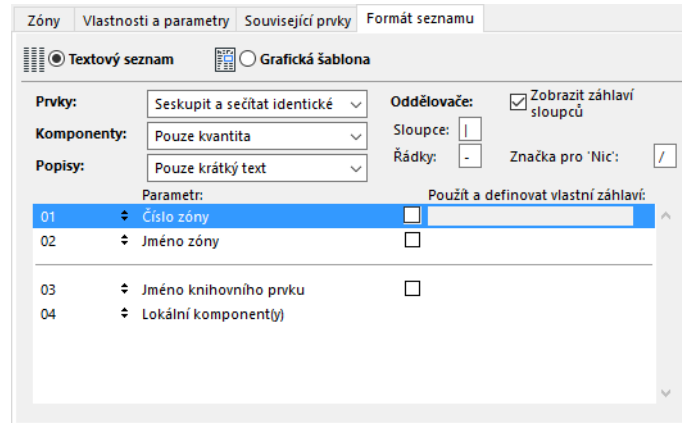 Zóny Vlastnosti a parametry Související prvky Formát seznamu
Textový seznam Grafická šablona
Prvky: Seskupit a sečítat identické Oddělovače: Zobrazit záhlaví sloupců
Komponenty: Pouze kvantita Sloupce: |
Popisy: Pouze krátký text Řádky: - Značka pro 'Nic': /
Parametr: Použít a definovat vlastní záhlaví:
01 Číslo zóny
02 Jméno zóny
03 Jméno knihovního prvku
04 Lokální komponent(y)